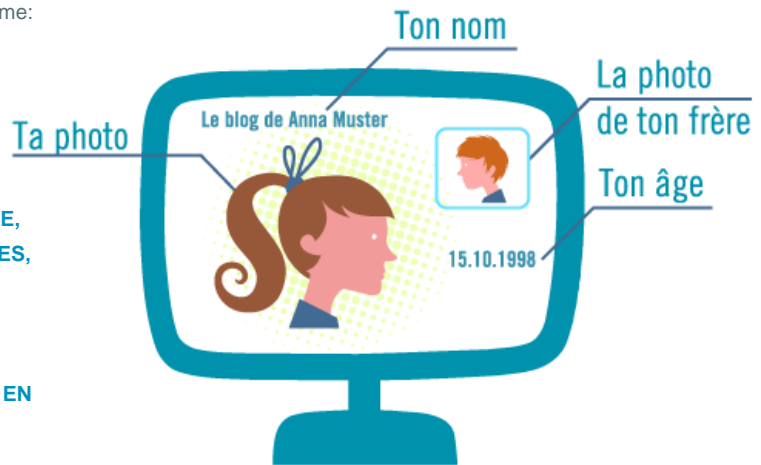 me:
Ton nom
La photo
de ton frère
Le blog de Anna Muster
Ta photo
Ton âge
E,
ES,
15.10.1998
EN